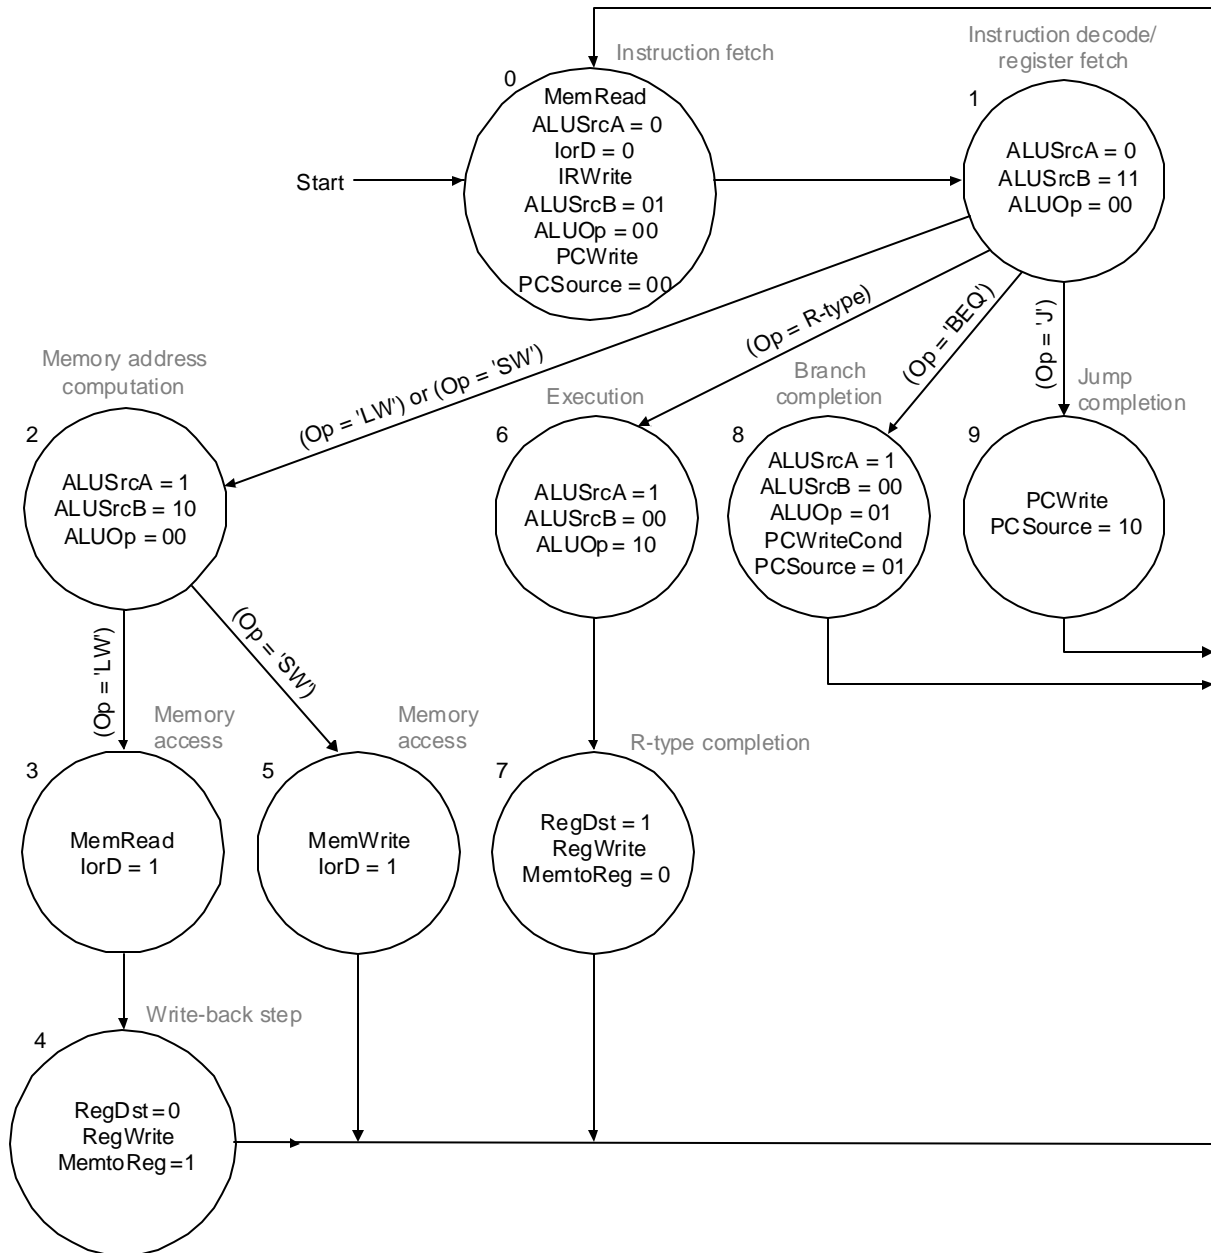 Instruction fetch
Instruction decode/
register fetch
0
MemRead
ALUSrcA = 0
IorD = 0
IRWrite
ALUSrcB = 01
ALUOp = 00
PCWrite
PCSource = 00
1
ALUSrcA = 0
ALUSrcB = 11
ALUOp = 00
Start
(Op = 'LW') or (Op = 'SW')
(Op = R-type)
(Op = 'BEQ')
(Op = 'J')
Memory address
computation
2
ALUSrcA = 1
ALUSrcB = 10
ALUOp = 00
Execution
6
ALUSrcA = 1
ALUSrcB = 00
ALUOp = 10
Branch
completion
8
ALUSrcA = 1
ALUSrcB = 00
ALUOp = 01
PCWriteCond
PCSource = 01
Jump
completion
9
PCWrite
PCSource = 10
(Op = 'LW')
(Op = 'SW')
Memory
access
3
MemRead
IorD = 1
Memory
access
5
MemWrite
IorD = 1
R-type completion
7
RegDst = 1
RegWrite
MemtoReg = 0
Write-back step
4
RegDst = 0
RegWrite
MemtoReg = 1